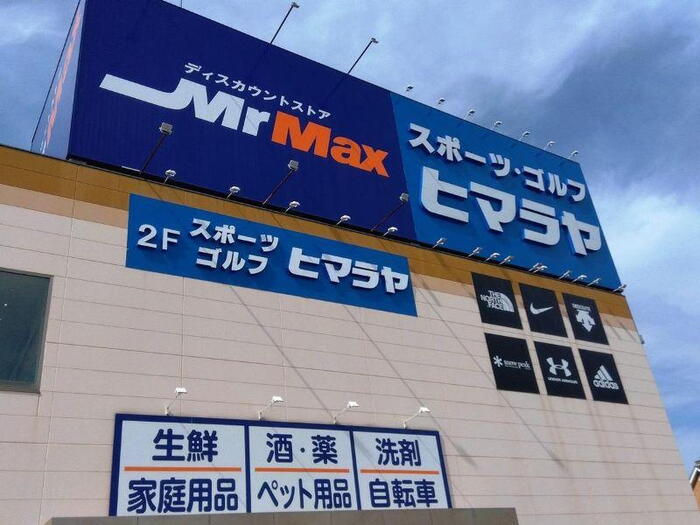 ディスカウントストア
MrMax
スポーツ・ゴルフ
ヒマラヤ
2F
スポーツ
ゴルフ
ヒマラヤ
THE NORTH FACE
NIKE
DESCENTE
snow peak
UNDER ARMOUR
adidas
生鮮
家庭用品
酒・薬
ペット用品
洗剤
自転車